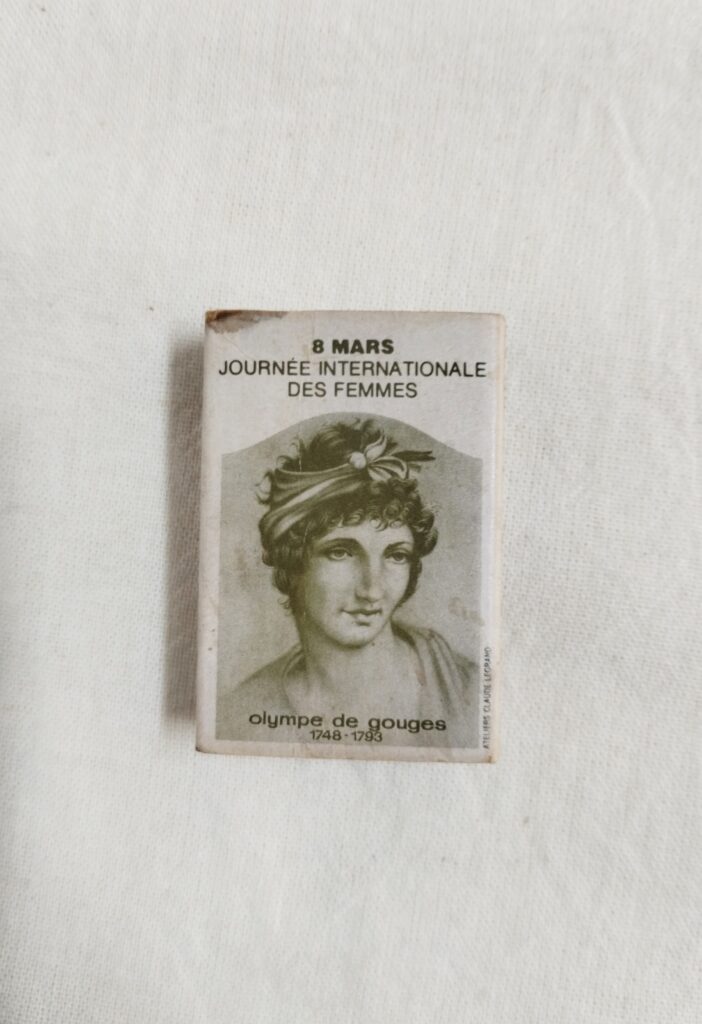 8 MARS
JOURNÉE INTERNATIONALE
DES FEMMES
olympe de gouges
1748 · 1793
ATELIERS CLAUDE LEGRAND